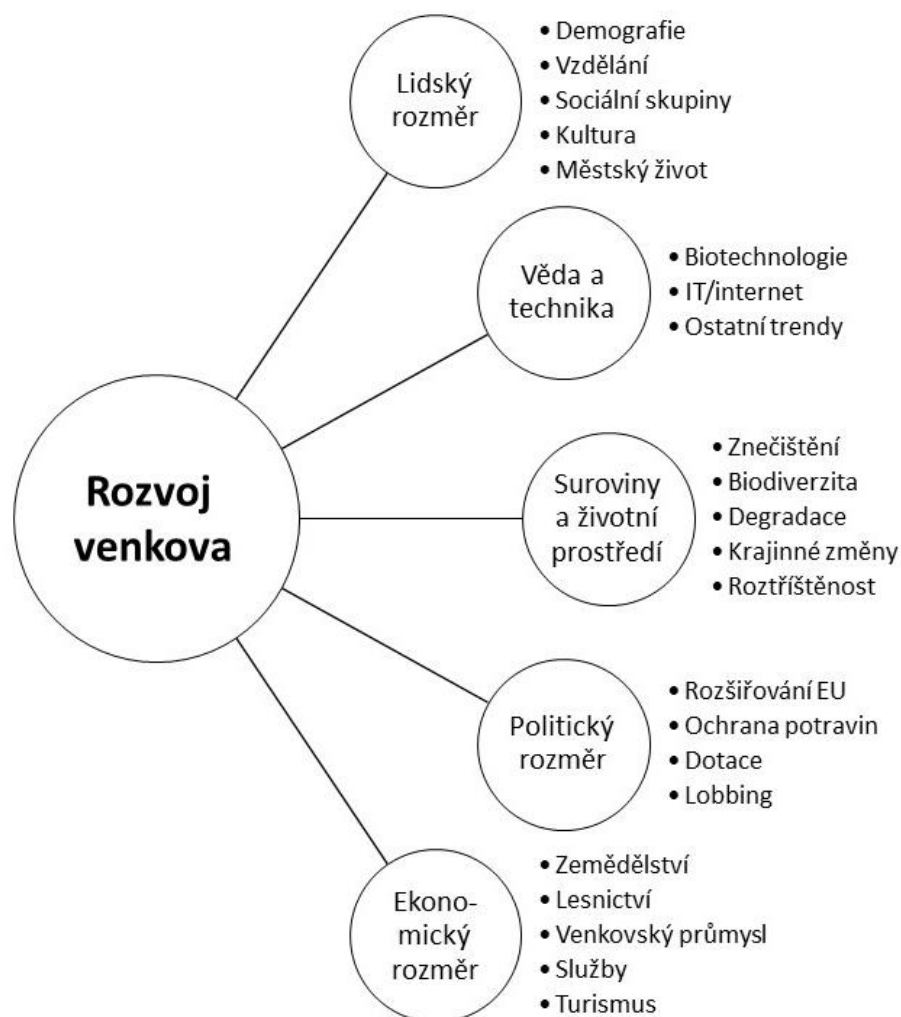 Lidský
rozměr
• Demografie
• Vzdělání
• Sociální skupiny
• Kultura
• Městský život
Věda a
technika
• Biotechnologie
• IT/internet
• Ostatní trendy
Rozvoj
venkova
Suroviny
a životní
prostředí
• Znečištění
• Biodiverzita
• Degradace
• Krajinné změny
• Roztříštěnost
Politický
rozměr
• Rozšiřování EU
• Ochrana potravin
• Dotace
• Lobbing
Ekono-
mický
rozměr
• Zemědělství
• Lesnictví
• Venkovský průmysl
• Služby
• Turismus